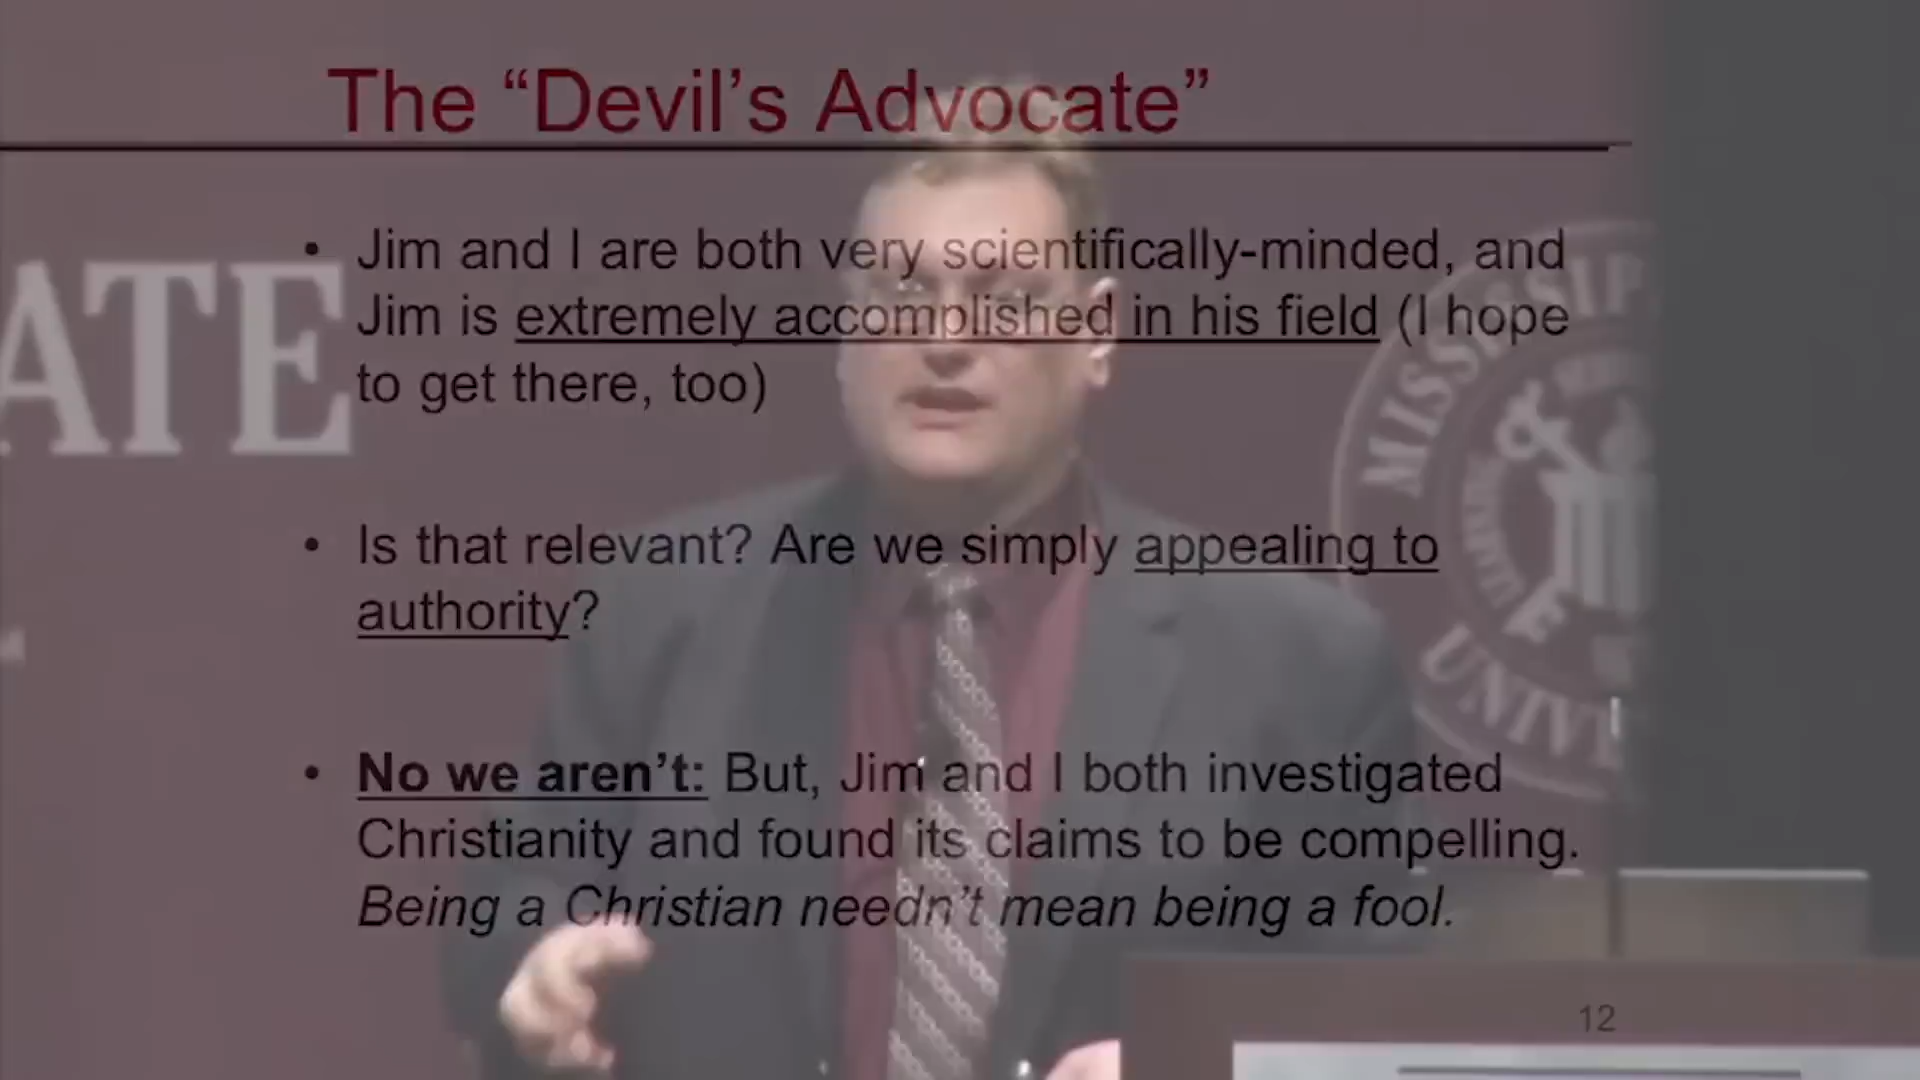 The “Devil’s Advocate”
• Jim and I are both very scientifically-minded, and
Jim is extremely accomplished in his field (I hope
to get there, too)
• Is that relevant? Are we simply appealing to
authority?
• No we aren’t: But, Jim and I both investigated
Christianity and found its claims to be compelling.
Being a Christian needn’t mean being a fool.
12
ATE
MISSISSIP
UNIV